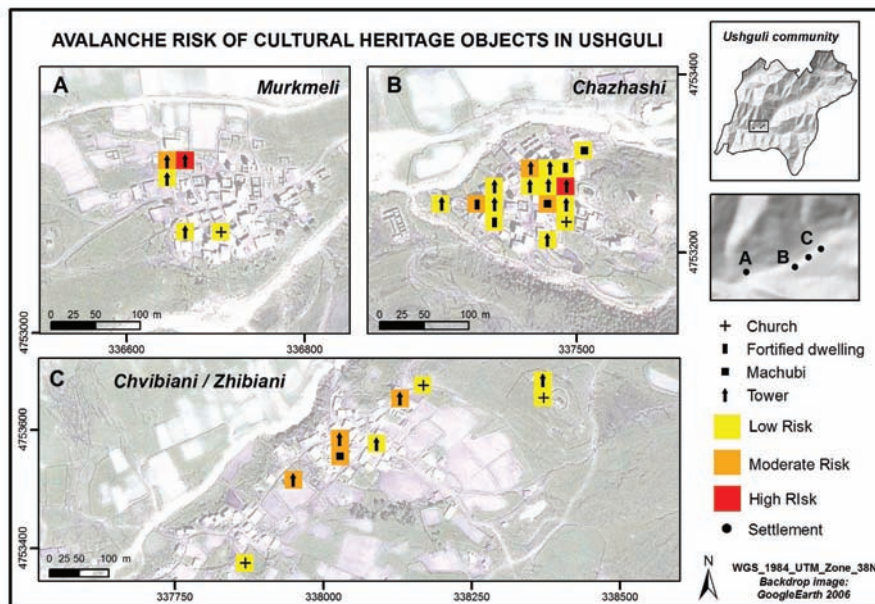 AVALANCHE RISK OF CULTURAL HERITAGE OBJECTS IN USHGULI
Ushguli community
A
Murkmeli
B
Chazhashi
4753400
4753200
0 25 50 100 m
0 25 50 100 m
4753000
336600
336800
337500
A
B
C
C
Chvibiani / Zhibiani
4753600
4753400
0 25 50 100 m
337750
338000
338250
338500
Church
Fortified dwelling
Machubi
Tower
Low Risk
Moderate Risk
High RIsk
Settlement
N
WGS_1984_UTM_Zone_38N
Backdrop image:
GoogleEarth 2006